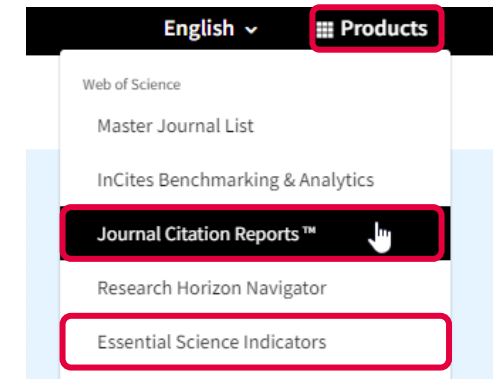 English Products
Web of Science
Master Journal List
InCites Benchmarking & Analytics
Journal Citation Reports™
Research Horizon Navigator
Essential Science Indicators